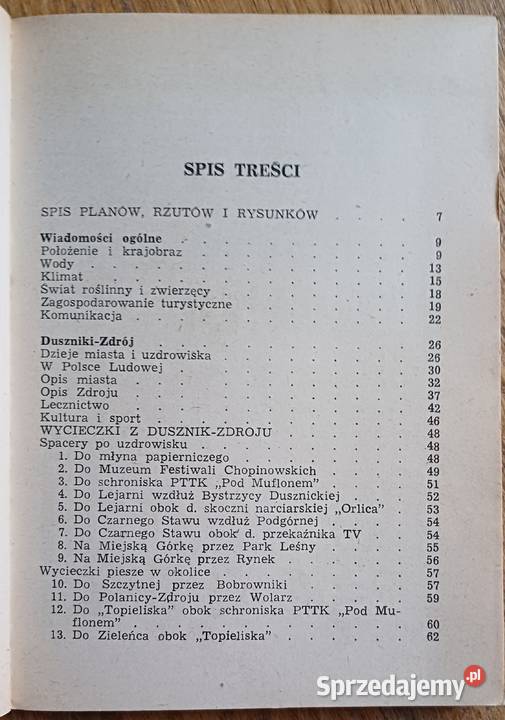 SPIS TREŚCI
SPIS PLANÓW, RZUTÓW I RYSUNKÓW . . . . 7
Wiadomości ogólne . . . . . . . . . 9
Położenie i krajobraz . . . . . . . . 9
Wody . . . . . . . . . . . . 13
Klimat . . . . . . . . . . . . 15
Świat roślinny i zwierzęcy . . . . . . . 18
Zagospodarowanie turystyczne . . . . . . 19
Komunikacja . . . . . . . . . . 22
Duszniki-Zdrój . . . . . . . . . . 26
Dzieje miasta i uzdrowiska . . . . . . . 26
W Polsce Ludowej . . . . . . . . . 30
Opis miasta . . . . . . . . . . 32
Opis Zdroju . . . . . . . . . . 37
Lecznictwo . . . . . . . . . . 42
Kultura i sport . . . . . . . . . 46
WYCIECZKI Z DUSZNIK-ZDROJU . . . . . 48
Spacery po uzdrowisku . . . . . . . 48
1. Do młyna papierniczego . . . . . . 48
2. Do Muzeum Festiwali Chopinowskich . . . 49
3. Do schroniska PTTK „Pod Muflonem” . . . 51
4. Do Lejarni wzdłuż Bystrzycy Dusznickiej . . 52
5. Do Lejarni obok d. skoczni narciarskiej „Orlica” . 53
6. Do Czarnego Stawu wzdłuż Podgórnej . . . 54
7. Do Czarnego Stawu obok d. przekaźnika TV . . 54
8. Na Miejską Górkę przez Park Leśny . . . 55
9. Na Miejską Górkę przez Rynek . . . . 56
Wycieczki piesze w okolice . . . . . . . 57
10. Do Szczytnej przez Bobrowniki . . . . 57
11. Do Polanicy-Zdroju przez Wolarz . . . . 59
12. Do „Topieliska” obok schroniska PTTK „Pod Mu-
flonem” . . . . . . . . . . 60
13. Do Zieleńca obok „Topieliska” . . . . . 62
Sprzedajemy.pl